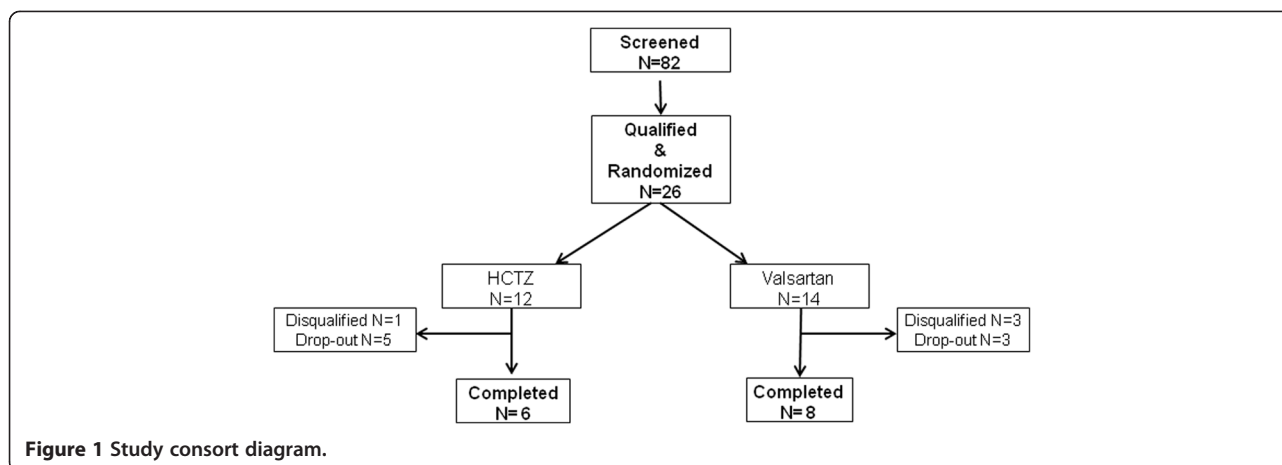 Screened
N=82
Qualified
&
Randomized
N=26
HCTZ
N=12
Valsartan
N=14
Disqualified N=1
Drop-out N=5
Disqualified N=3
Drop-out N=3
Completed
N= 6
Completed
N= 8
Figure 1 Study consort diagram.